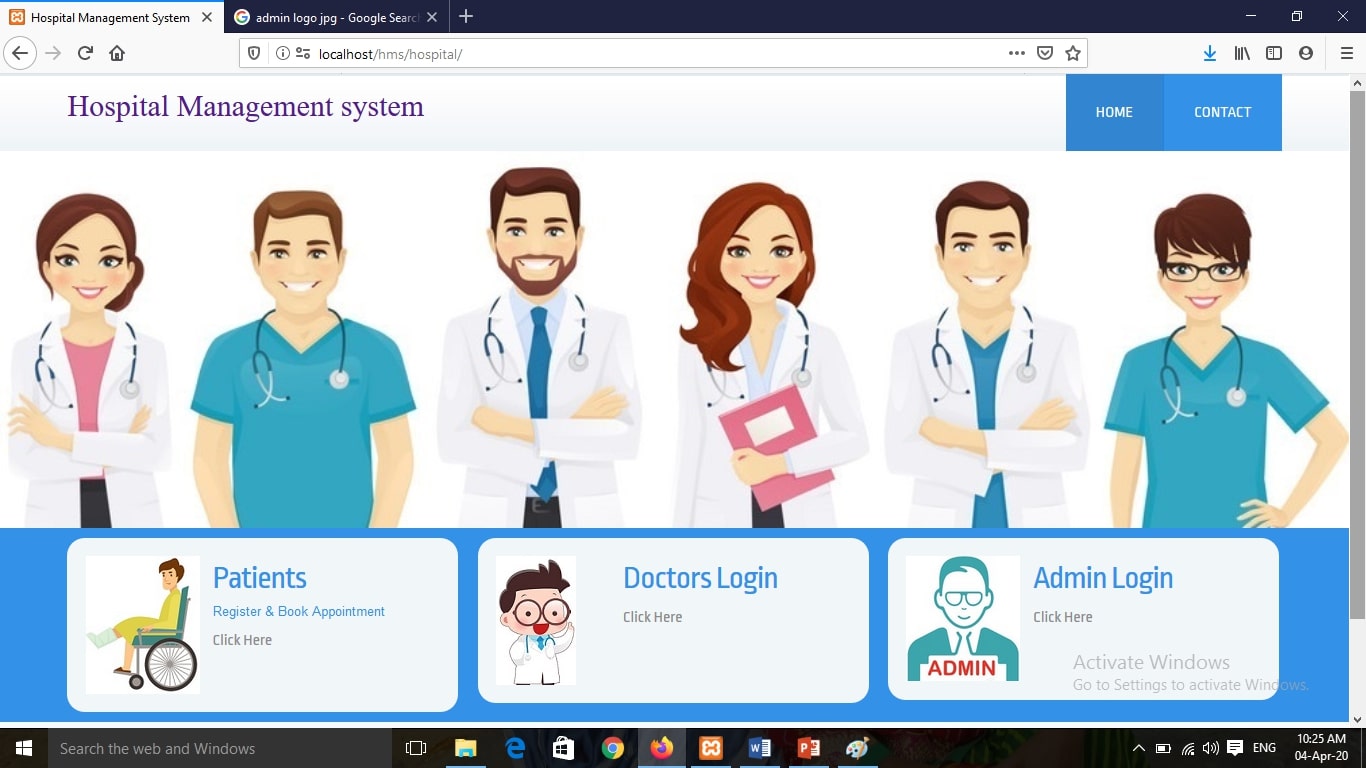 Hospital Management System
admin logo jpg - Google Searc
localhost/hms/hospital/
Hospital Management system
HOME
CONTACT
Patients
Register & Book Appointment
Click Here
Doctors Login
Click Here
Admin Login
Click Here
ADMIN
Activate Windows
Go to Settings to activate Windows.
Search the web and Windows
ENG
10:25 AM
04-Apr-20